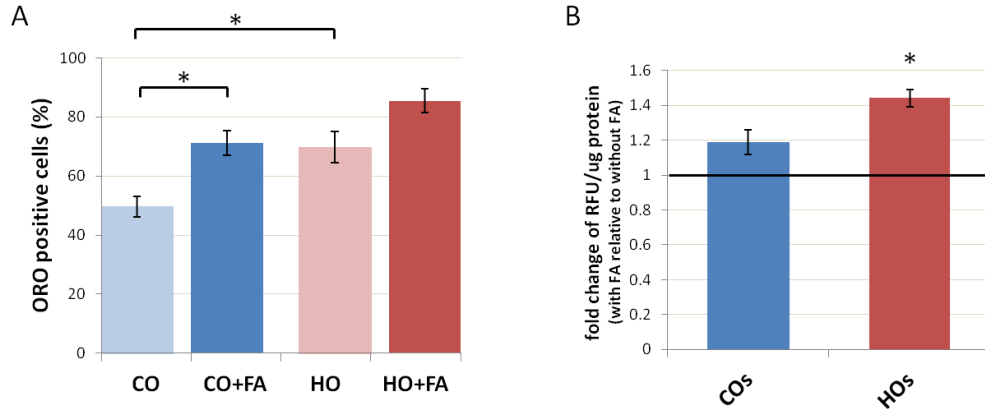 A
*
*
100
80
60
40
20
0
ORO positive cells (%)
CO
CO+FA
HO
HO+FA
B
*
1.6
1.4
1.2
1
0.8
0.6
0.4
0.2
0
fold change of RFU/ug protein
(with FA relative to without FA)
COs
HOs